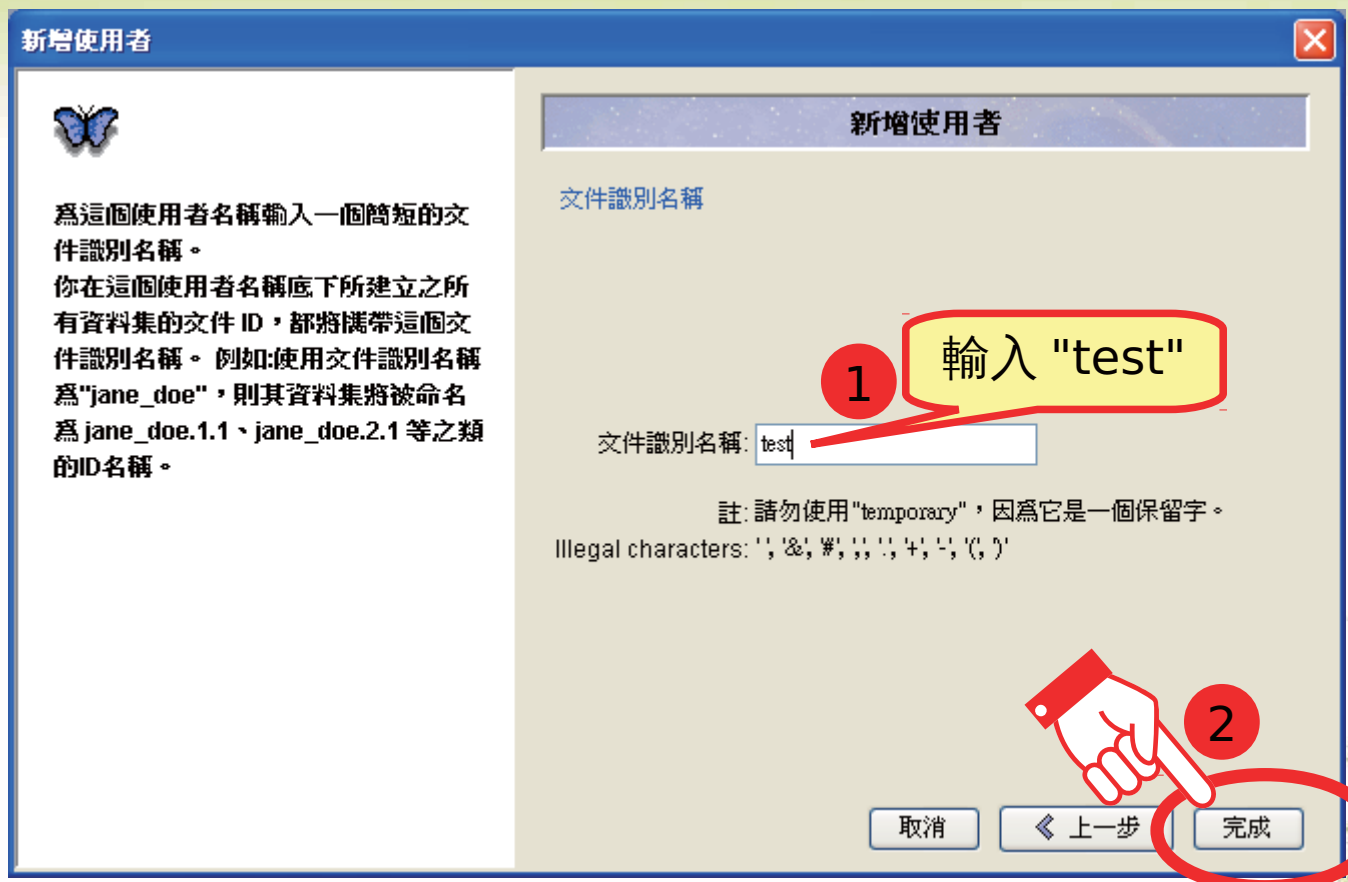 新增使用者
新增使用者
為這個使用者名稱輸入一個簡短的文
件識別名稱。
你在這個使用者名稱底下所建立之所
有資料集的文件 ID，都將攜帶這個文
件識別名稱。 例如:使用文件識別名稱
為"jane_doe"，則其資料集將被命名
為 jane_doe.1.1、jane_doe.2.1 等之類
的ID名稱。
文件識別名稱
1
輸入 "test"
文件識別名稱: test
註: 請勿使用"temporary"，因為它是一個保留字。
Illegal characters: ' ', '&', '#', ';', '.', '+', '-', '(', ')'
2
取消
上一步
完成